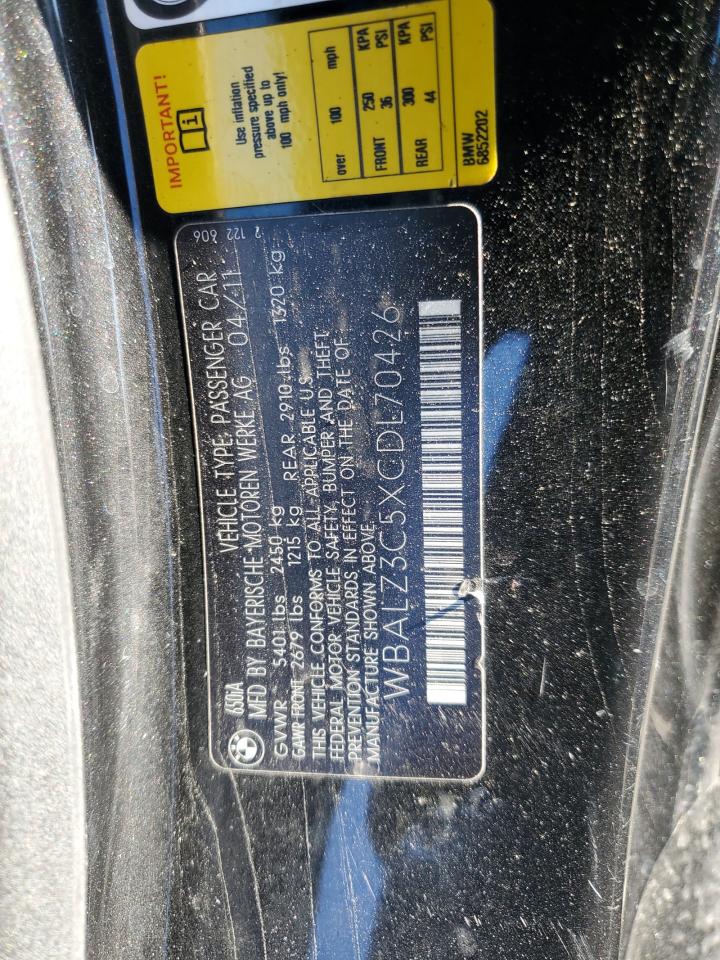 IMPORTANT!
Use inflation
pressure specified
above up to
100 mph only!
over 100 mph
FRONT 250 KPA
36 PSI
REAR 300 KPA
44 PSI
BMW
6852202
2 122 606
BMW
VEHICLE TYPE: PASSENGER CAR
MFD BY BAYERISCHE MOTOREN WERKE AG 04/11
GVWR 5401 lbs 2450 kg
GAWR FRONT 2679 lbs 1215 kg REAR 2910 lbs 1320 kg
THIS VEHICLE CONFORMS TO ALL APPLICABLE U.S.
FEDERAL MOTOR VEHICLE SAFETY, BUMPER AND THEFT
PREVENTION STANDARDS IN EFFECT ON THE DATE OF
MANUFACTURE SHOWN ABOVE.
WBALZ3C5XCDL70426